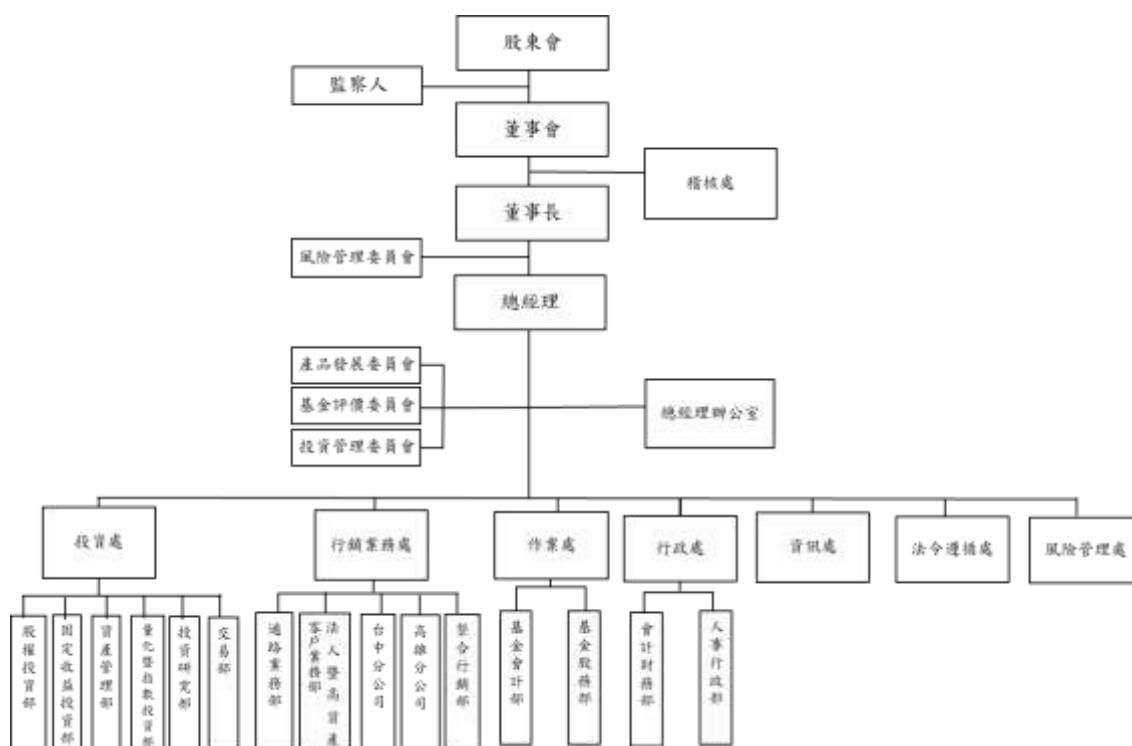 股東會
監察人
董事會
稽核處
董事長
風險管理委員會
總經理
產品發展委員會
基金評價委員會
總經理辦公室
投資管理委員會
投資處
行銷業務處
作業處
行政處
資訊處
法令遵循處
風險管理處
股權投資部
固定收益投資部
資產管理部
量化暨指數投資部
投資研究部
交易部
通路業務部
法人暨高資產
客戶業務部
台中分公司
高雄分公司
整合行銷部
基金會計部
基金股務部
會計財務部
人事行政部